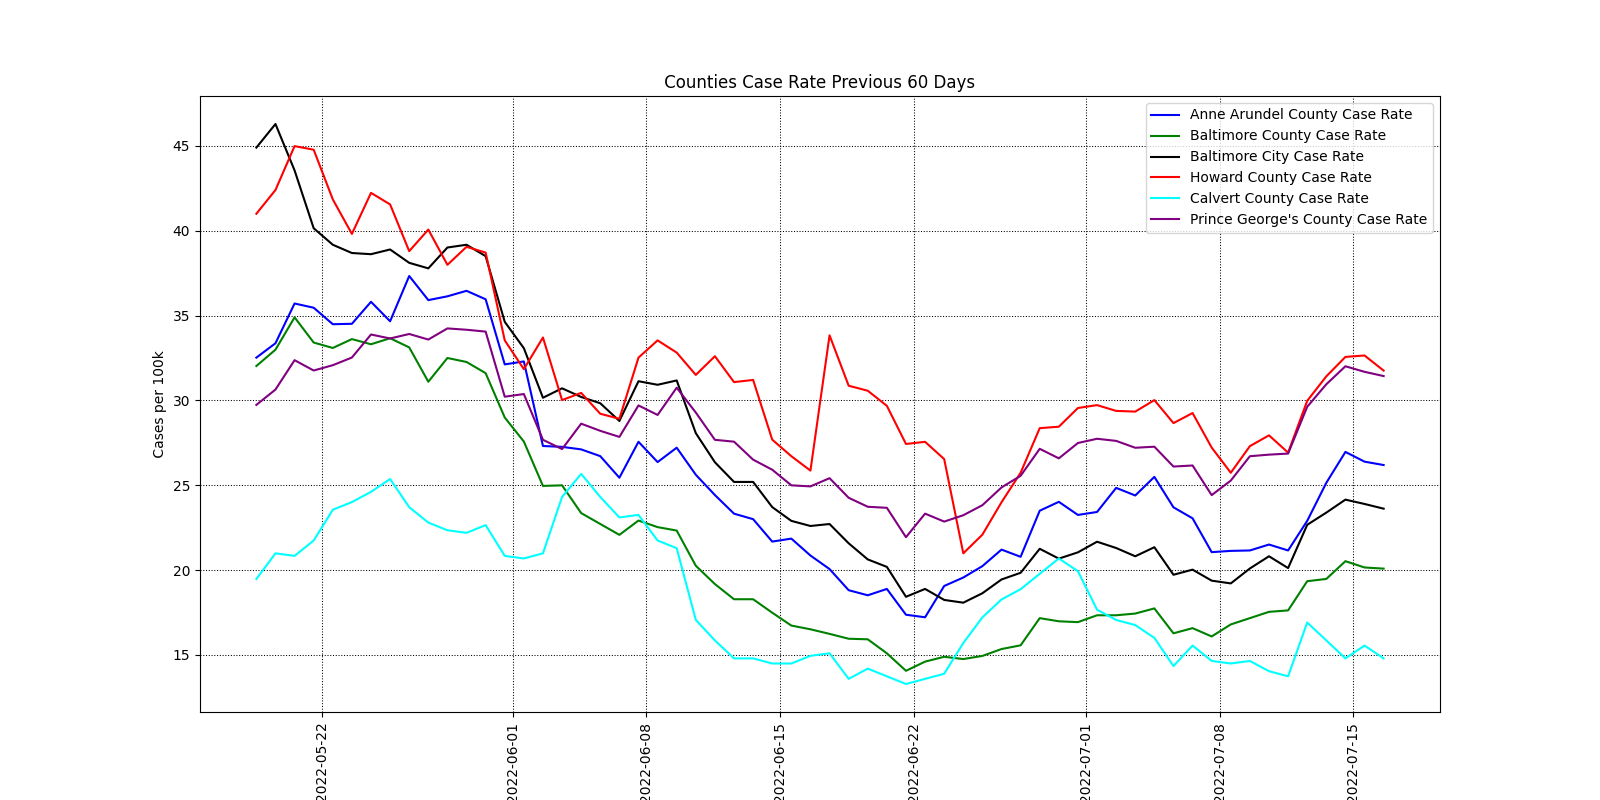 Counties Case Rate Previous 60 Days
Anne Arundel County Case Rate
Baltimore County Case Rate
Baltimore City Case Rate
Howard County Case Rate
Calvert County Case Rate
Prince George's County Case Rate
Cases per 100k
45
40
35
30
25
20
15
2022-05-22
2022-06-01
2022-06-08
2022-06-15
2022-06-22
2022-07-01
2022-07-08
2022-07-15